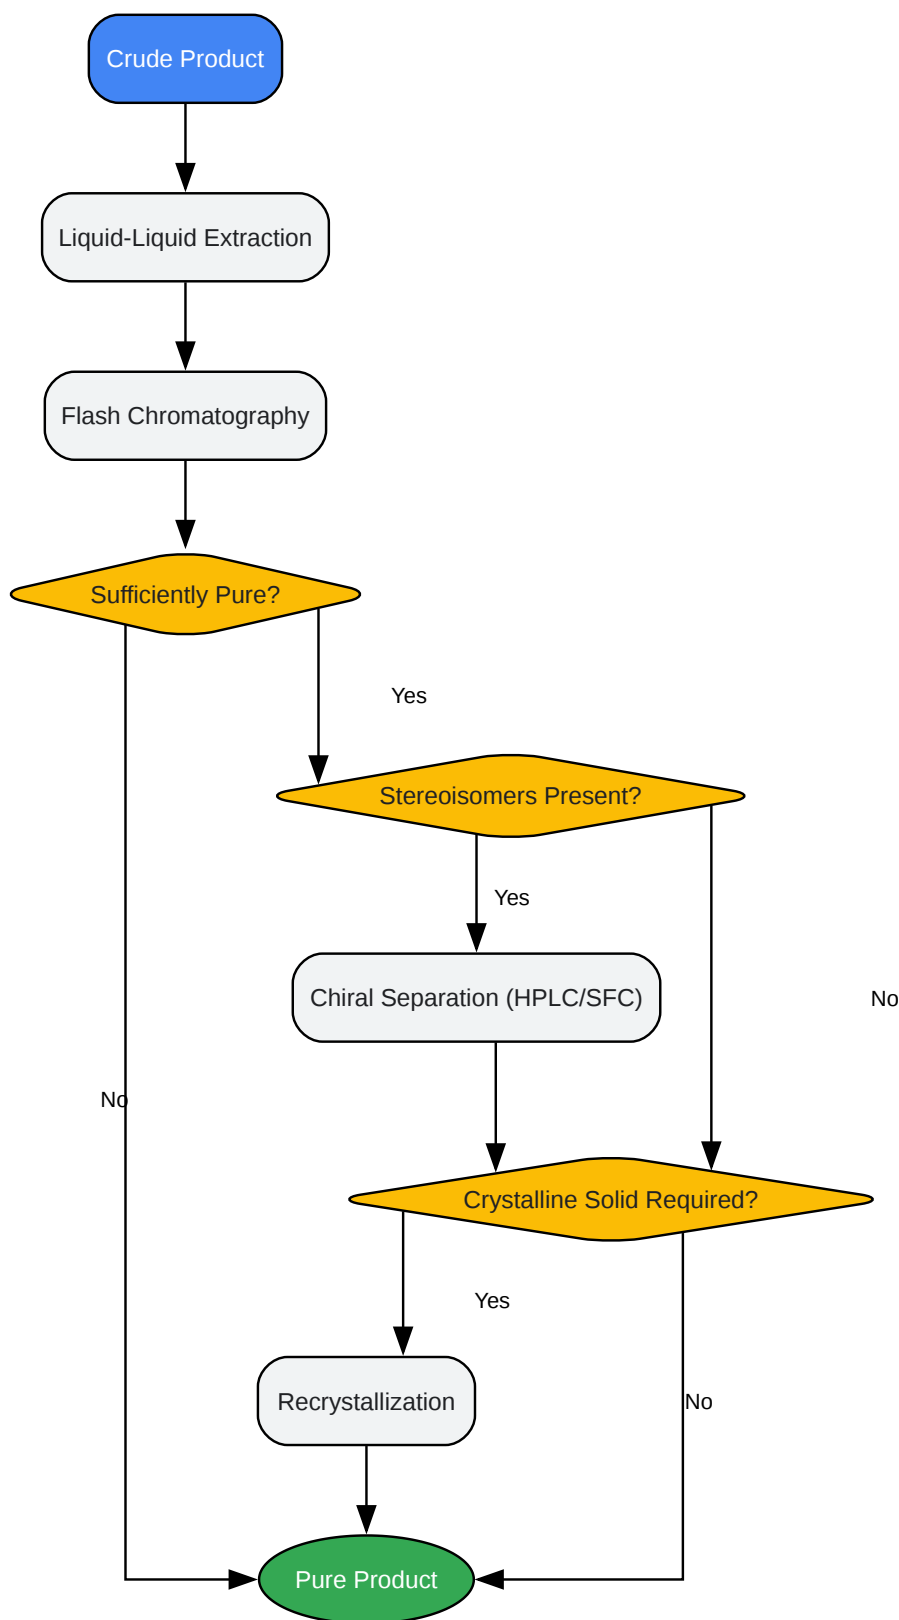 Crude Product
Liquid-Liquid Extraction
Flash Chromatography
Sufficiently Pure?
Yes
Stereoisomers Present?
Yes
Chiral Separation (HPLC/SFC)
No
No
Crystalline Solid Required?
Yes
Recrystallization
No
Pure Product